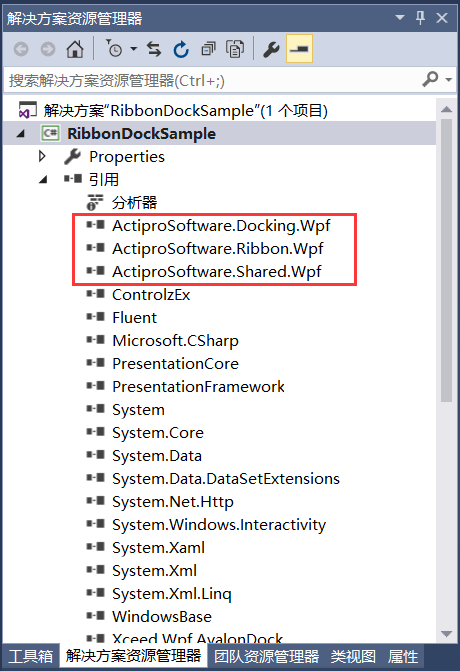 解决方案资源管理器
搜索解决方案资源管理器(Ctrl+;)
解决方案“RibbonDockSample”(1 个项目)
C# RibbonDockSample
Properties
引用
分析器
ActiproSoftware.Docking.Wpf
ActiproSoftware.Ribbon.Wpf
ActiproSoftware.Shared.Wpf
ControlzEx
Fluent
Microsoft.CSharp
PresentationCore
PresentationFramework
System
System.Core
System.Data
System.Data.DataSetExtensions
System.Net.Http
System.Windows.Interactivity
System.Xaml
System.Xml
System.Xml.Linq
WindowsBase
Xceed.Wpf.AvalonDock
工具箱 解决方案资源管理器 团队资源管理器 类视图 属性